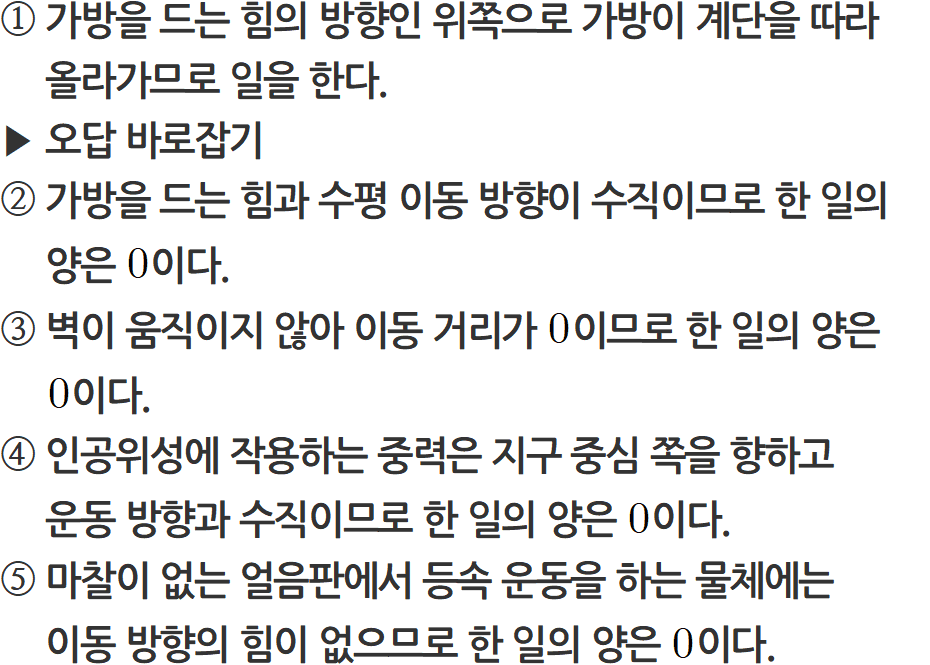 ① 가방을 드는 힘의 방향인 위쪽으로 가방이 계단을 따라
올라가므로 일을 한다.
▶ 오답 바로잡기
② 가방을 드는 힘과 수평 이동 방향이 수직이므로 한 일의
양은 0이다.
③ 벽이 움직이지 않아 이동 거리가 0이므로 한 일의 양은
0이다.
④ 인공위성에 작용하는 중력은 지구 중심 쪽을 향하고
운동 방향과 수직이므로 한 일의 양은 0이다.
⑤ 마찰이 없는 얼음판에서 등속 운동을 하는 물체에는
이동 방향의 힘이 없으므로 한 일의 양은 0이다.